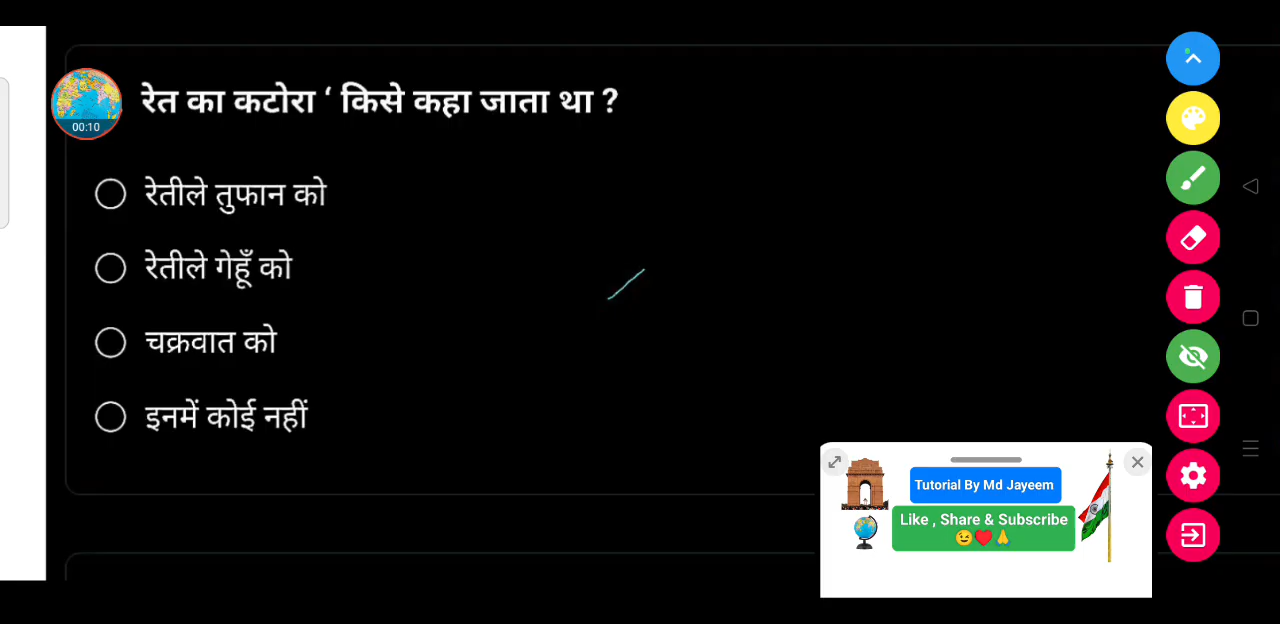 रेत का कटोरा ‘ किसे कहा जाता था ?
00:10
रेतीले तुफान को
रेतीले गेहूँ को
चक्रवात को
इनमें कोई नहीं
Tutorial By Md Jayeem
Like , Share & Subscribe
😉❤️🙏